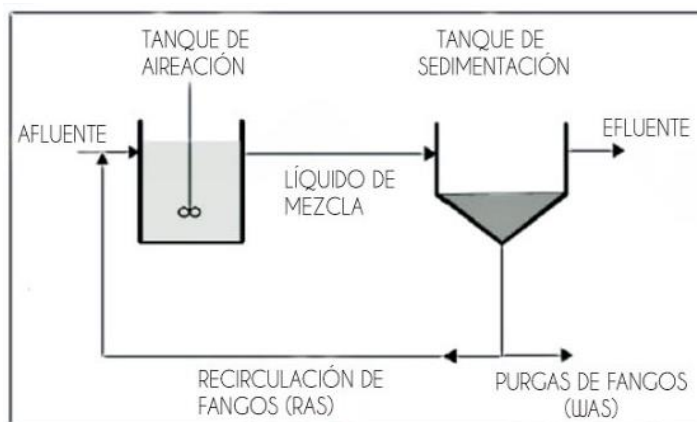 TANQUE DE
AIREACIÓN
TANQUE DE
SEDIMENTACIÓN
AFLUENTE
EFLUENTE
LÍQUIDO DE
MEZCLA
RECIRCULACIÓN DE
FANGOS (RAS)
PURGAS DE FANGOS
(WAS)